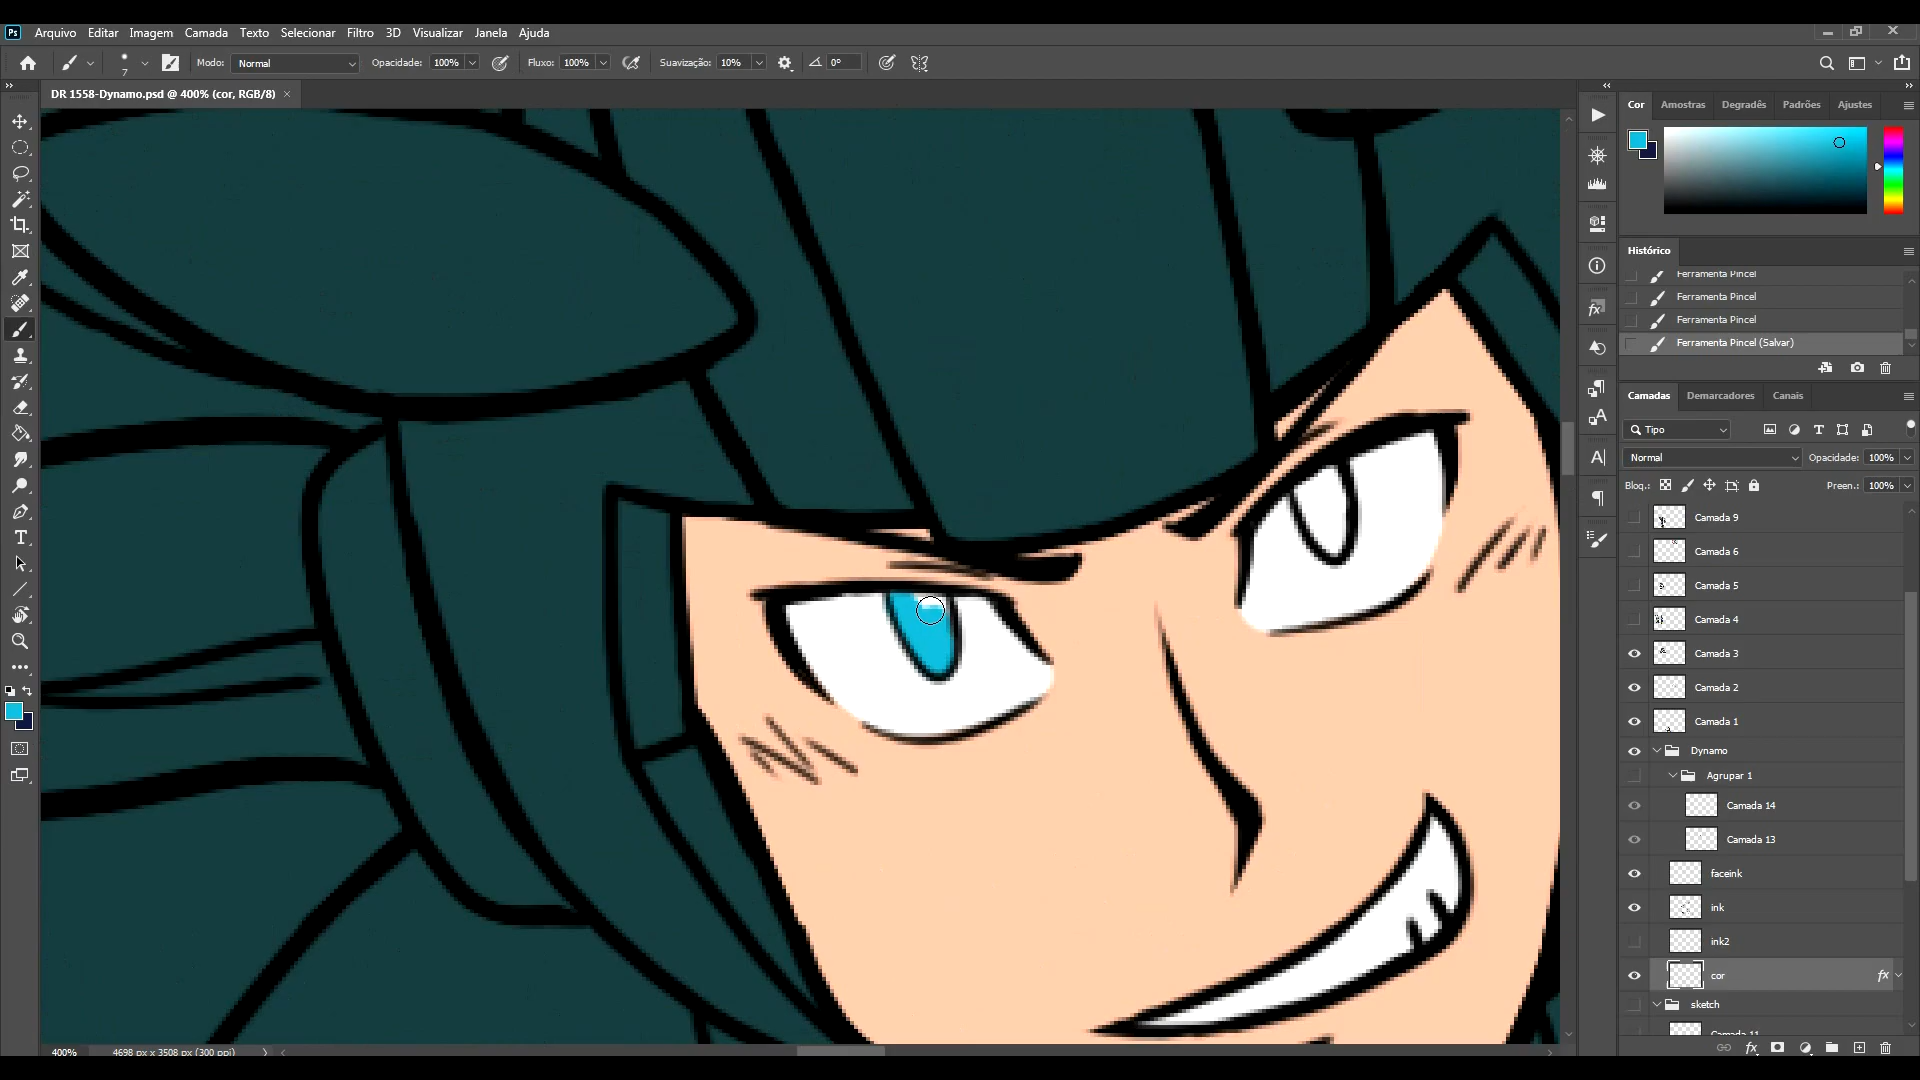 Ps Arquivo Editar Imagem Camada Texto Selecionar Filtro 3D Visualizar Janela Ajuda
7 Modo: Normal Opacidade: 100% Fluxo: 100% Suavização: 10% 0°
DR 1558-Dynamo.psd @ 400% (cor, RGB/8) ×
Cor Amostras Degradês Padrões Ajustes
Histórico
Ferramenta Pincel
Ferramenta Pincel
Ferramenta Pincel
Ferramenta Pincel (Salvar)
Camadas Demarcadores Canais
Tipo
Normal Opacidade: 100%
Bloq.: Preen.: 100%
Camada 9
Camada 6
Camada 5
Camada 4
Camada 3
Camada 2
Camada 1
Dynamo
Agrupar 1
Camada 14
Camada 13
faceink
ink
ink2
cor fx
sketch
Camada 11
400% 4698 px x 3508 px (300 ppi)